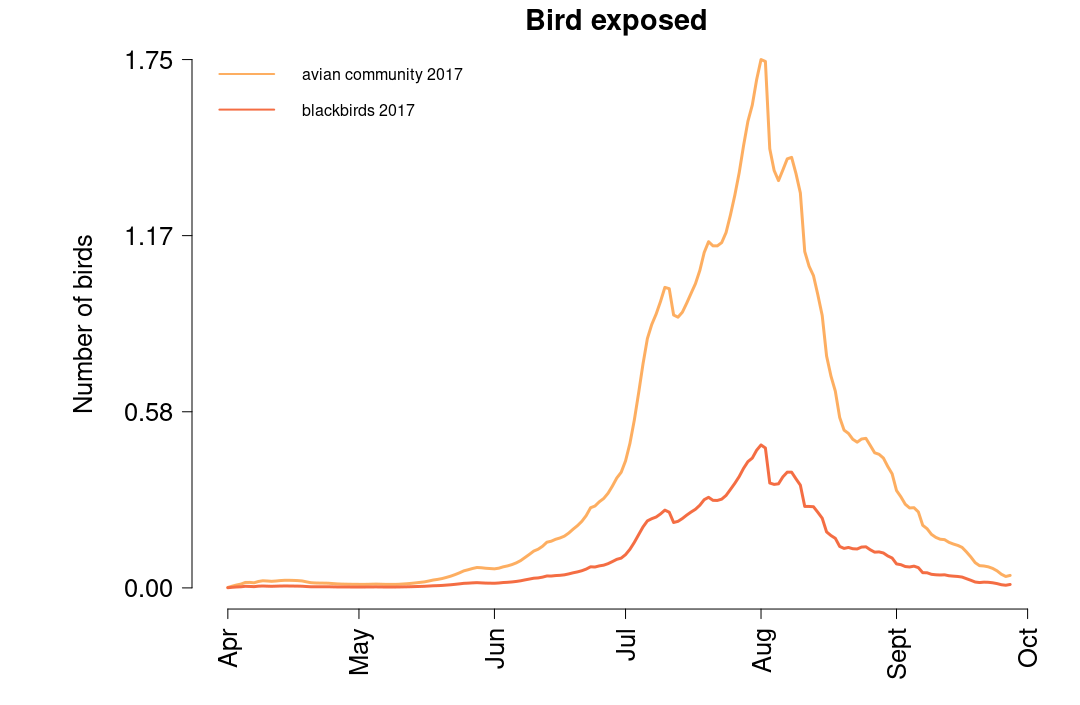 Bird exposed
avian community 2017
blackbirds 2017
Number of birds
1.75
1.17
0.58
0.00
Apr
May
Jun
Jul
Aug
Sept
Oct